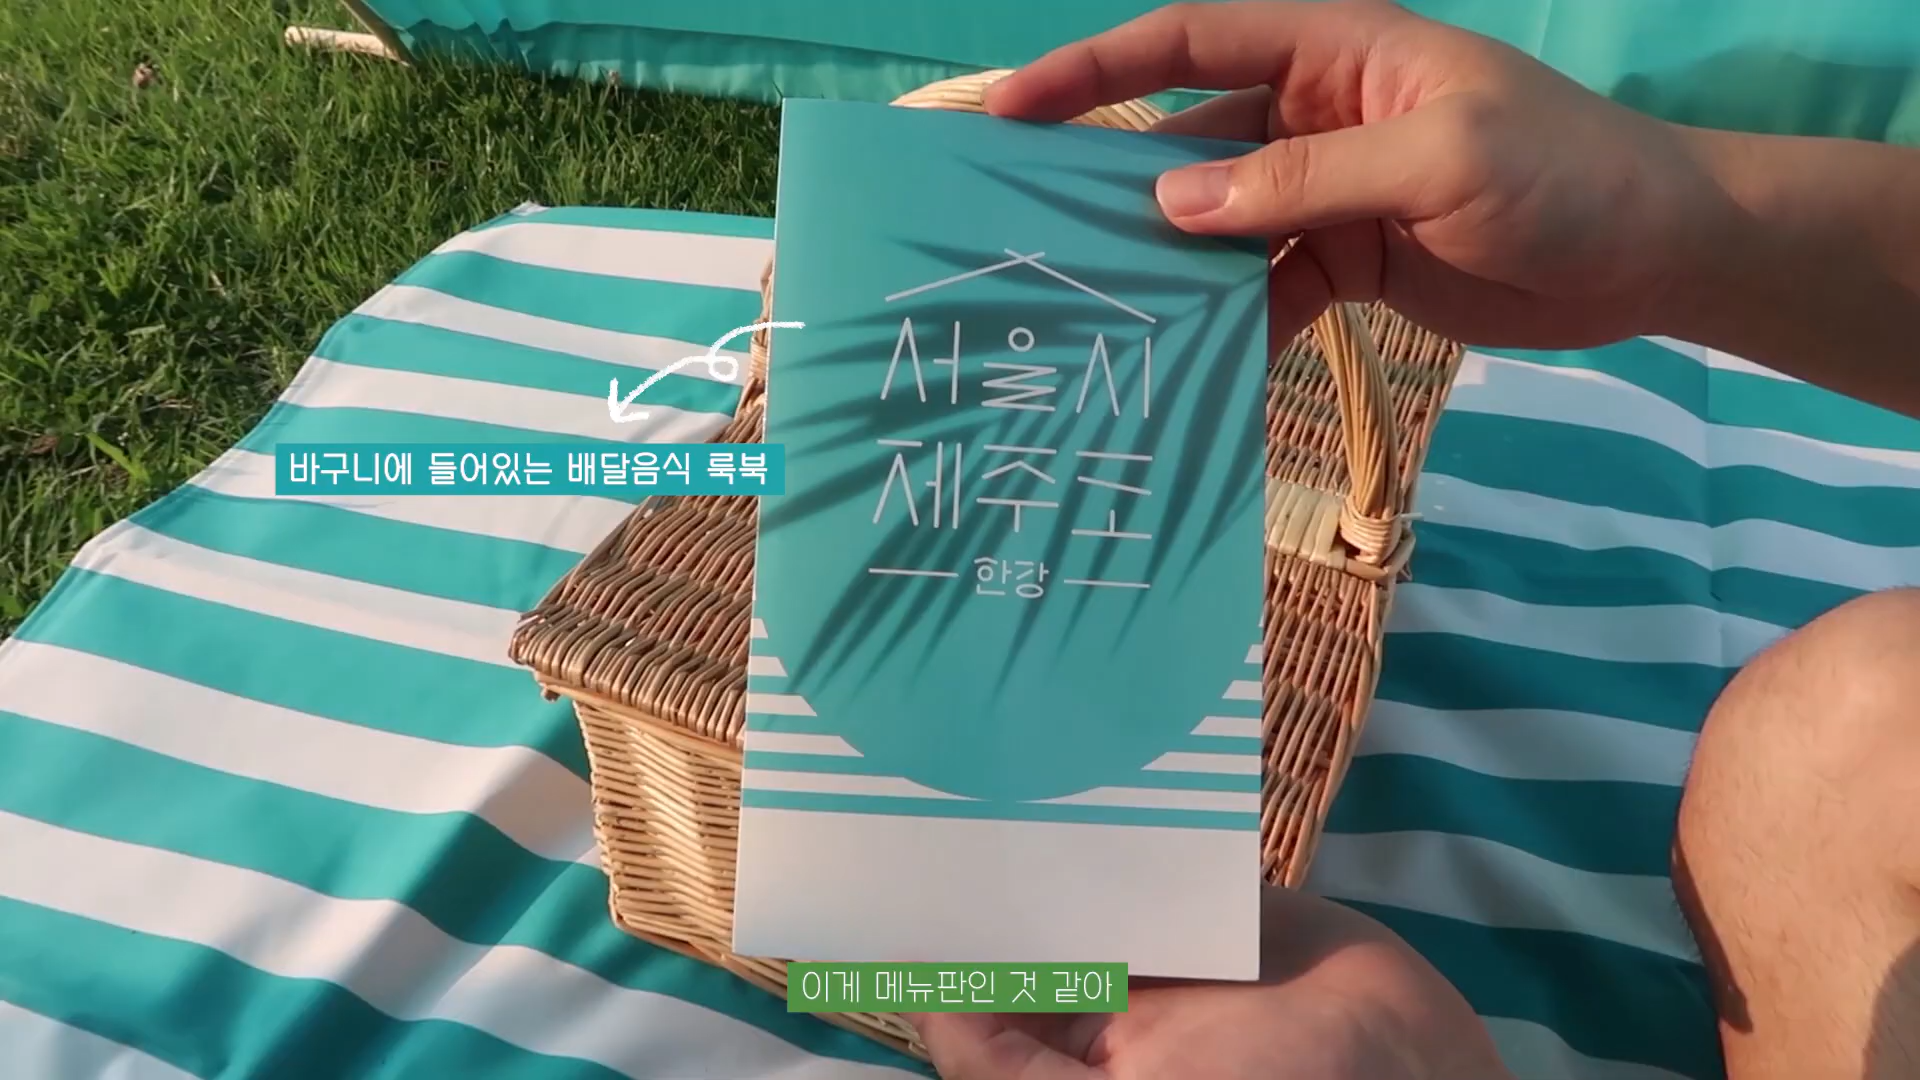 서울시
제주도
한강
바구니에 들어있는 배달음식 룩북
이게 메뉴판인 것 같아